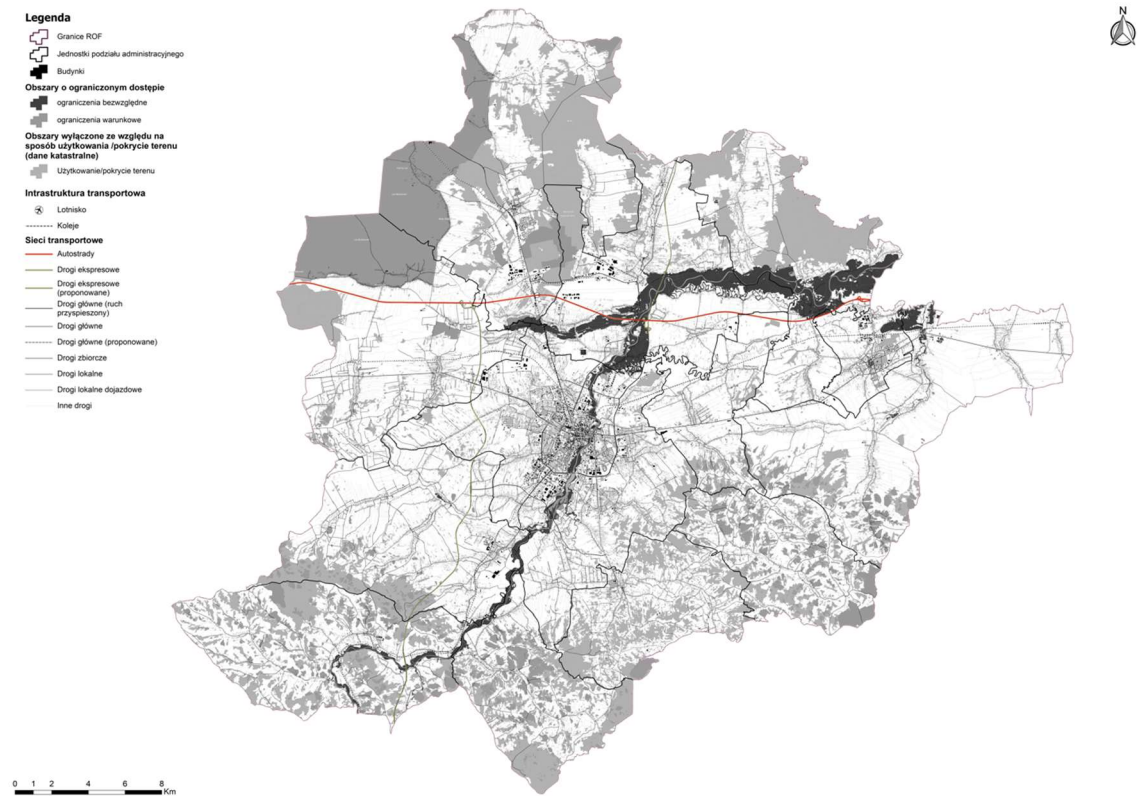 Legenda
Granice ROF
Jednostki podziału administracyjnego
Budynki
Obszary o ograniczonym dostępie
ograniczenia bezwzględne
ograniczenia warunkowe
Obszary wyłączone ze względu na
sposób użytkowania /pokrycie terenu
(dane katastralne)
Użytkowanie/pokrycie terenu
Intrastruktura transportowa
Lotnisko
Koleje
Sieci transportowe
Autostrady
Drogi ekspresowe
Drogi ekspresowe
(proponowane)
Drogi główne (ruch
przyspieszony)
Drogi główne
Drogi główne (proponowane)
Drogi zbiorcze
Drogi lokalne
Drogi lokalne dojazdowe
Inne drogi
N
0 1 2 4 6 8
Km